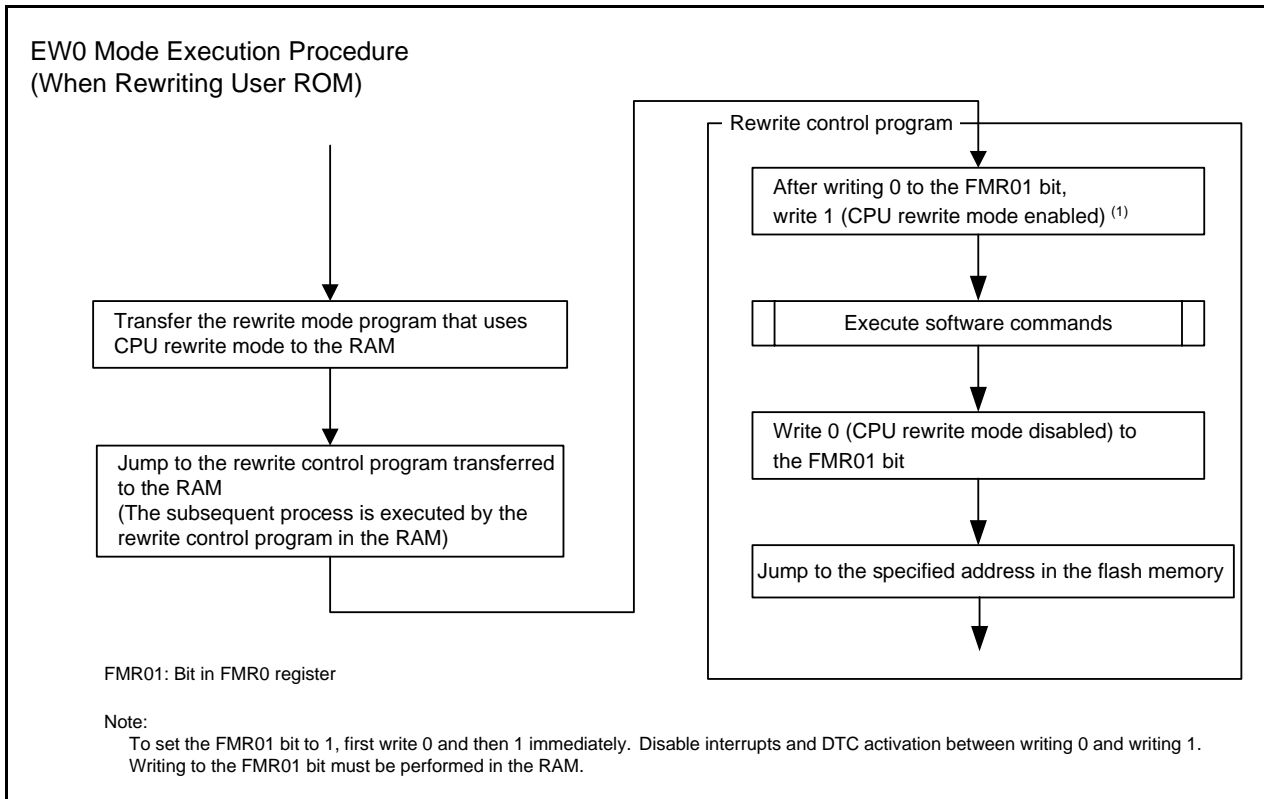 EW0 Mode Execution Procedure
(When Rewriting User ROM)
Transfer the rewrite mode program that uses
CPU rewrite mode to the RAM
Jump to the rewrite control program transferred
to the RAM
(The subsequent process is executed by the
rewrite control program in the RAM)
Rewrite control program
After writing 0 to the FMR01 bit,
write 1 (CPU rewrite mode enabled) (1)
Execute software commands
Write 0 (CPU rewrite mode disabled) to
the FMR01 bit
Jump to the specified address in the flash memory
FMR01: Bit in FMR0 register
Note:
To set the FMR01 bit to 1, first write 0 and then 1 immediately. Disable interrupts and DTC activation between writing 0 and writing 1.
Writing to the FMR01 bit must be performed in the RAM.